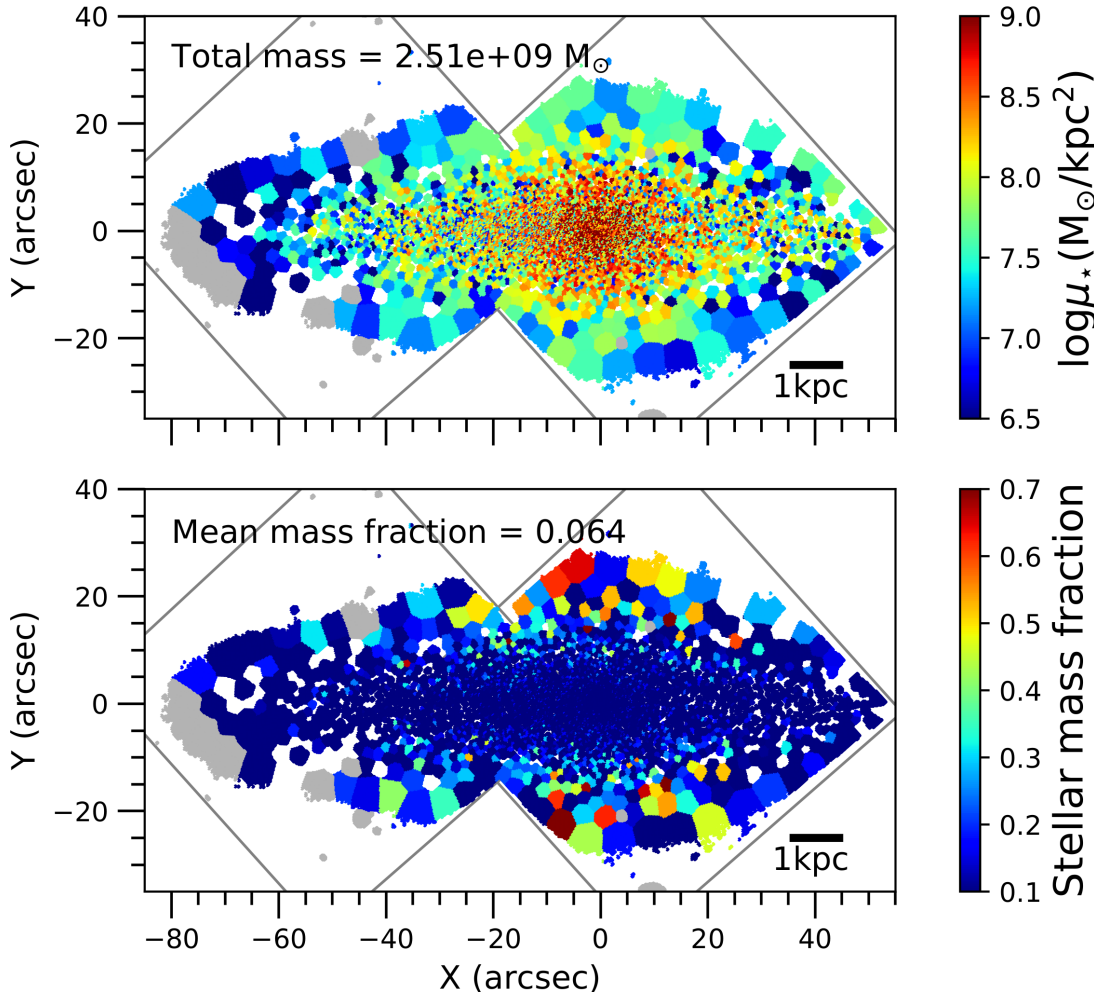 Total mass = 2.51e+09 M⊙
Y (arcsec)
40
20
0
−20
1kpc
9.0
8.5
8.0
7.5
7.0
6.5
logμ⋆(M⊙/kpc²)
Mean mass fraction = 0.064
Y (arcsec)
40
20
0
−20
1kpc
−80 −60 −40 −20 0 20 40
X (arcsec)
0.7
0.6
0.5
0.4
0.3
0.2
0.1
Stellar mass fraction